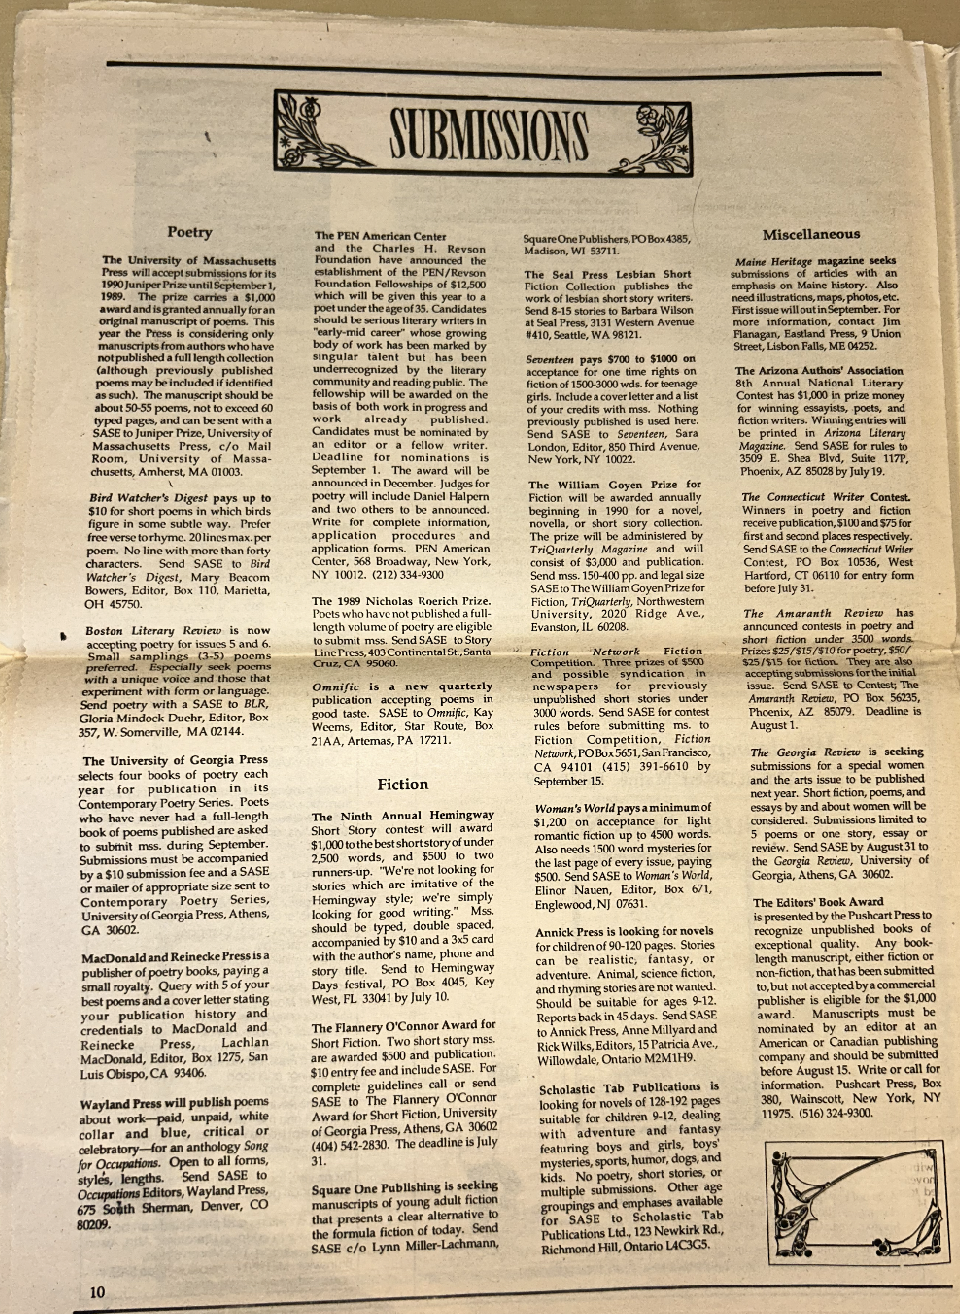 SUBMISSIONS
Poetry
The University of Massachusetts
Press will accept submissions for its
1990 Juniper Prize until September 1,
1989. The prize carries a $1,000
award and is granted annually for an
original manuscript of poems. This
year the Press is considering only
manuscripts from authors who have
not published a full length collection
(although previously published
poems may be included if identified
as such). The manuscript should be
about 50-55 poems, not to exceed 60
typed pages, and can be sent with a
SASE to Juniper Prize, University of
Massachusetts Press, c/o Mail
Room, University of Massa-
chusetts, Amherst, MA 01003.
Bird Watcher's Digest pays up to
$10 for short poems in which birds
figure in some subtle way. Prefer
free verse to rhyme. 20 lines max. per
poem. No line with more than forty
characters. Send SASE to Bird
Watcher's Digest, Mary Beacom
Bowers, Editor, Box 110, Marietta,
OH 45750.
Boston Literary Review is now
accepting poetry for issues 5 and 6.
Small samplings (3-5) poems
preferred. Especially seek poems
with a unique voice and those that
experiment with form or language.
Send poetry with a SASE to BLR,
Gloria Mindock Duehr, Editor, Box
357, W. Somerville, MA 02144.
The University of Georgia Press
selects four books of poetry each
year for publication in its
Contemporary Poetry Series. Poets
who have never had a full-length
book of poems published are asked
to submit mss. during September.
Submissions must be accompanied
by a $10 submission fee and a SASE
or mailer of appropriate size sent to
Contemporary Poetry Series,
University of Georgia Press, Athens,
GA 30602.
MacDonald and Reinecke Press is a
publisher of poetry books, paying a
small royalty. Query with 5 of your
best poems and a cover letter stating
your publication history and
credentials to MacDonald and
Reinecke Press, Lachlan
MacDonald, Editor, Box 1275, San
Luis Obispo, CA 93406.
Wayland Press will publish poems
about work—paid, unpaid, white
collar and blue, critical or
celebratory—for an anthology Song
for Occupations. Open to all forms,
styles, lengths. Send SASE to
Occupations Editors, Wayland Press,
675 South Sherman, Denver, CO
80209.
The PEN American Center
and the Charles H. Revson
Foundation have announced the
establishment of the PEN/Revson
Foundation Fellowships of $12,500
which will be given this year to a
poet under the age of 35. Candidates
should be serious literary writers in
"early-mid career" whose growing
body of work has been marked by
singular talent but has been
underrecognized by the literary
community and reading public. The
fellowship will be awarded on the
basis of both work in progress and
work already published.
Candidates must be nominated by
an editor or a fellow writer.
Deadline for nominations is
September 1. The award will be
announced in December. Judges for
poetry will include Daniel Halpern
and two others to be announced.
Write for complete information,
application procedures and
application forms. PEN American
Center, 568 Broadway, New York,
NY 10012. (212) 334-9300
The 1989 Nicholas Roerich Prize.
Poets who have not published a full-
length volume of poetry are eligible
to submit mss. Send SASE to Story
Line Press, 403 Continental St., Santa
Cruz, CA 95060.
Omnific is a new quarterly
publication accepting poems in
good taste. SASE to Omnific, Kay
Weems, Editor, Star Route, Box
21AA, Artemas, PA 17211.
Fiction
The Ninth Annual Hemingway
Short Story contest will award
$1,000 to the best short story of under
2,500 words, and $500 to two
runners-up. "We're not looking for
stories which are imitative of the
Hemingway style; we're simply
looking for good writing." Mss.
should be typed, double spaced,
accompanied by $10 and a 3x5 card
with the author's name, phone and
story title. Send to Hemingway
Days festival, PO Box 4045, Key
West, FL 33041 by July 10.
The Flannery O'Connor Award for
Short Fiction. Two short story mss.
are awarded $500 and publication.
$10 entry fee and include SASE. For
complete guidelines call or send
SASE to The Flannery O'Connor
Award for Short Fiction, University
of Georgia Press, Athens, GA 30602
(404) 542-2830. The deadline is July
31.
Square One Publishing is seeking
manuscripts of young adult fiction
that presents a clear alternative to
the formula fiction of today. Send
SASE c/o Lynn Miller-Lachmann,
Square One Publishers, PO Box 4385,
Madison, WI 53711.
The Seal Press Lesbian Short
Fiction Collection publishes the
work of lesbian short story writers.
Send 8-15 stories to Barbara Wilson
at Seal Press, 3131 Western Avenue
#410, Seattle, WA 98121.
Seventeen pays $700 to $1000 on
acceptance for one time rights on
fiction of 1500-3000 wds. for teenage
girls. Include a cover letter and a list
of your credits with mss. Nothing
previously published is used here.
Send SASE to Seventeen, Sara
London, Editor, 850 Third Avenue,
New York, NY 10022.
The William Goyen Prize for
Fiction will be awarded annually
beginning in 1990 for a novel,
novella, or short story collection.
The prize will be administered by
TriQuarterly Magazine and will
consist of $3,000 and publication.
Send mss. 150-400 pp. and legal size
SASE to The William Goyen Prize for
Fiction, TriQuarterly, Northwestern
University, 2020 Ridge Ave.,
Evanston, IL 60208.
Fiction Network Fiction
Competition. Three prizes of $500
and possible syndication in
newspapers for previously
unpublished short stories under
3000 words. Send SASE for contest
rules before submitting ms. to
Fiction Competition, Fiction
Network, PO Box 5651, San Francisco,
CA 94101 (415) 391-6610 by
September 15.
Woman's World pays a minimum of
$1,200 on acceptance for light
romantic fiction up to 4500 words.
Also needs 1500 word mysteries for
the last page of every issue, paying
$500. Send SASE to Woman's World,
Elinor Nauen, Editor, Box 6/1,
Englewood, NJ 07631.
Annick Press is looking for novels
for children of 90-120 pages. Stories
can be realistic, fantasy, or
adventure. Animal, science fiction,
and rhyming stories are not wanted.
Should be suitable for ages 9-12.
Reports back in 45 days. Send SASE
to Annick Press, Anne Millyard and
Rick Wilks, Editors, 15 Patricia Ave.,
Willowdale, Ontario M2M1H9.
Scholastic Tab Publications is
looking for novels of 128-192 pages
suitable for children 9-12, dealing
with adventure and fantasy
featuring boys and girls, boys'
mysteries, sports, humor, dogs, and
kids. No poetry, short stories, or
multiple submissions. Other age
groupings and emphases available
for SASE to Scholastic Tab
Publications Ltd., 123 Newkirk Rd.,
Richmond Hill, Ontario L4C3G5.
Miscellaneous
Maine Heritage magazine seeks
submissions of articles with an
emphasis on Maine history. Also
need illustrations, maps, photos, etc.
First issue will out in September. For
more information, contact Jim
Flanagan, Eastland Press, 9 Union
Street, Lisbon Falls, ME 04252.
The Arizona Authors' Association
8th Annual National Literary
Contest has $1,000 in prize money
for winning essayists, poets, and
fiction writers. Winning entries will
be printed in Arizona Literary
Magazine. Send SASE for rules to
3509 E. Shea Blvd, Suite 117P,
Phoenix, AZ 85028 by July 19.
The Connecticut Writer Contest.
Winners in poetry and fiction
receive publication, $100 and $75 for
first and second places respectively.
Send SASE to the Connecticut Writer
Contest, PO Box 10536, West
Hartford, CT 06110 for entry form
before July 31.
The Amaranth Review has
announced contests in poetry and
short fiction under 3500 words.
Prizes $25/$15/$10 for poetry, $50/
$25/$15 for fiction. They are also
accepting submissions for the initial
issue. Send SASE to Contest; The
Amaranth Review, PO Box 56235,
Phoenix, AZ 85079. Deadline is
August 1.
The Georgia Review is seeking
submissions for a special women
and the arts issue to be published
next year. Short fiction, poems, and
essays by and about women will be
considered. Submissions limited to
5 poems or one story, essay or
review. Send SASE by August 31 to
the Georgia Review, University of
Georgia, Athens, GA 30602.
The Editors' Book Award
is presented by the Pushcart Press to
recognize unpublished books of
exceptional quality. Any book-
length manuscript, either fiction or
non-fiction, that has been submitted
to, but not accepted by a commercial
publisher is eligible for the $1,000
award. Manuscripts must be
nominated by an editor at an
American or Canadian publishing
company and should be submitted
before August 15. Write or call for
information. Pushcart Press, Box
380, Wainscott, New York, NY
11975. (516) 324-9300.
10